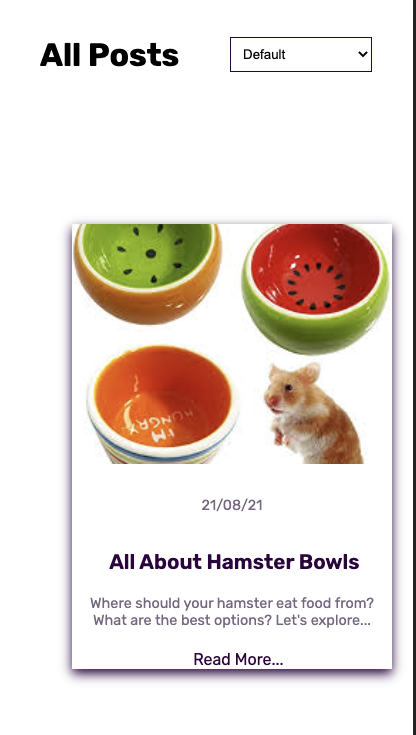 All Posts
Default
I'M
HUNGRY
21/08/21
All About Hamster Bowls
Where should your hamster eat food from?
What are the best options? Let's explore...
Read More...